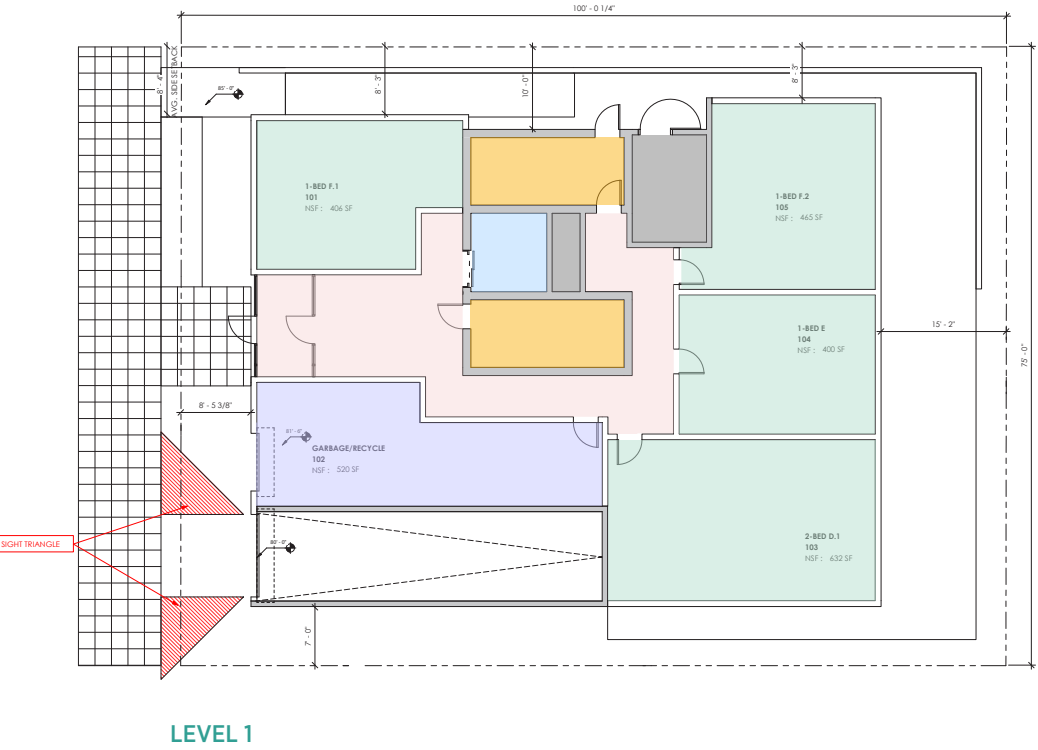 100' - 0 1/4"
8' - 4"
AVG. SIDE SETBACK
85' - 8"
8' - 3"
10' - 0"
8' - 3"
1-BED F.1
101
NSF : 406 SF
1-BED F.2
105
NSF : 465 SF
1-BED E
104
NSF : 400 SF
15' - 2"
75' - 0"
8' - 5 3/8"
GARBAGE/RECYCLE
102
NSF : 520 SF
SIGHT TRIANGLE
80' - 0"
2-BED D.1
103
NSF : 632 SF
7' - 0"
LEVEL 1